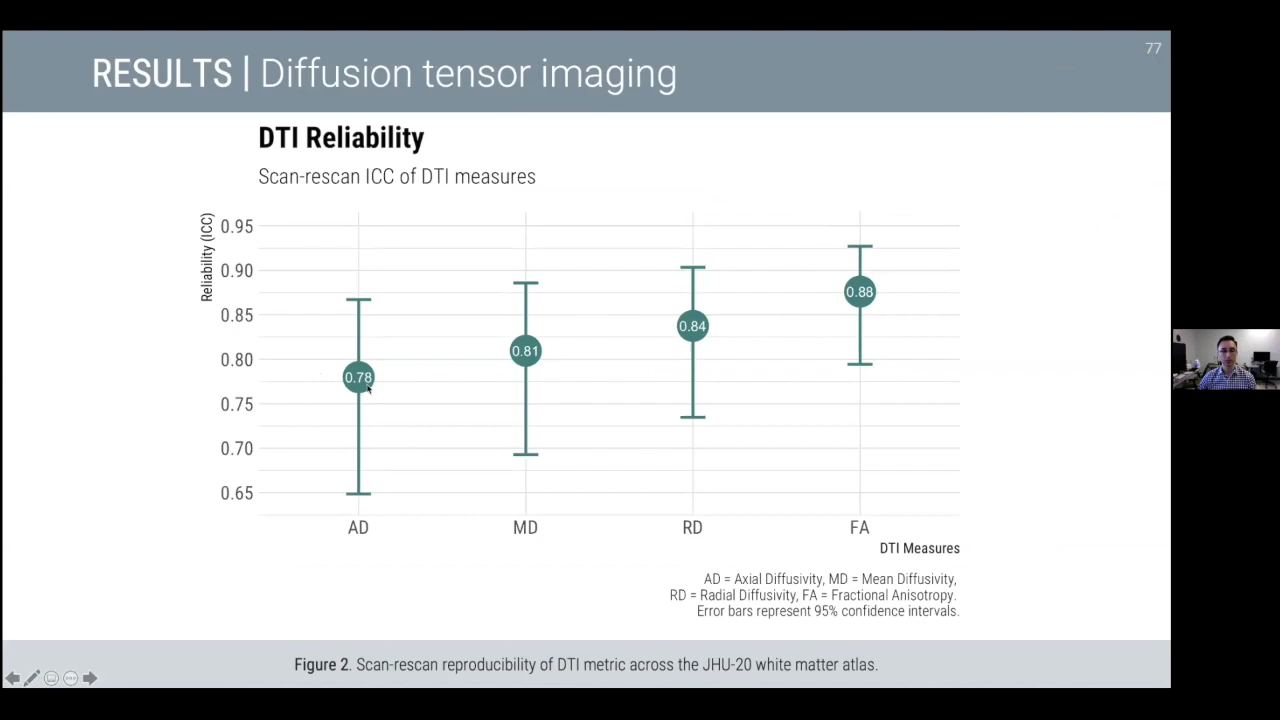 77
RESULTS | Diffusion tensor imaging
DTI Reliability
Scan-rescan ICC of DTI measures
Reliability (ICC)
0.95
0.90
0.85
0.80
0.75
0.70
0.65
0.78
0.81
0.84
0.88
AD MD RD FA
DTI Measures
AD = Axial Diffusivity, MD = Mean Diffusivity,
RD = Radial Diffusivity, FA = Fractional Anisotropy.
Error bars represent 95% confidence intervals.
Figure 2. Scan-rescan reproducibility of DTI metric across the JHU-20 white matter atlas.